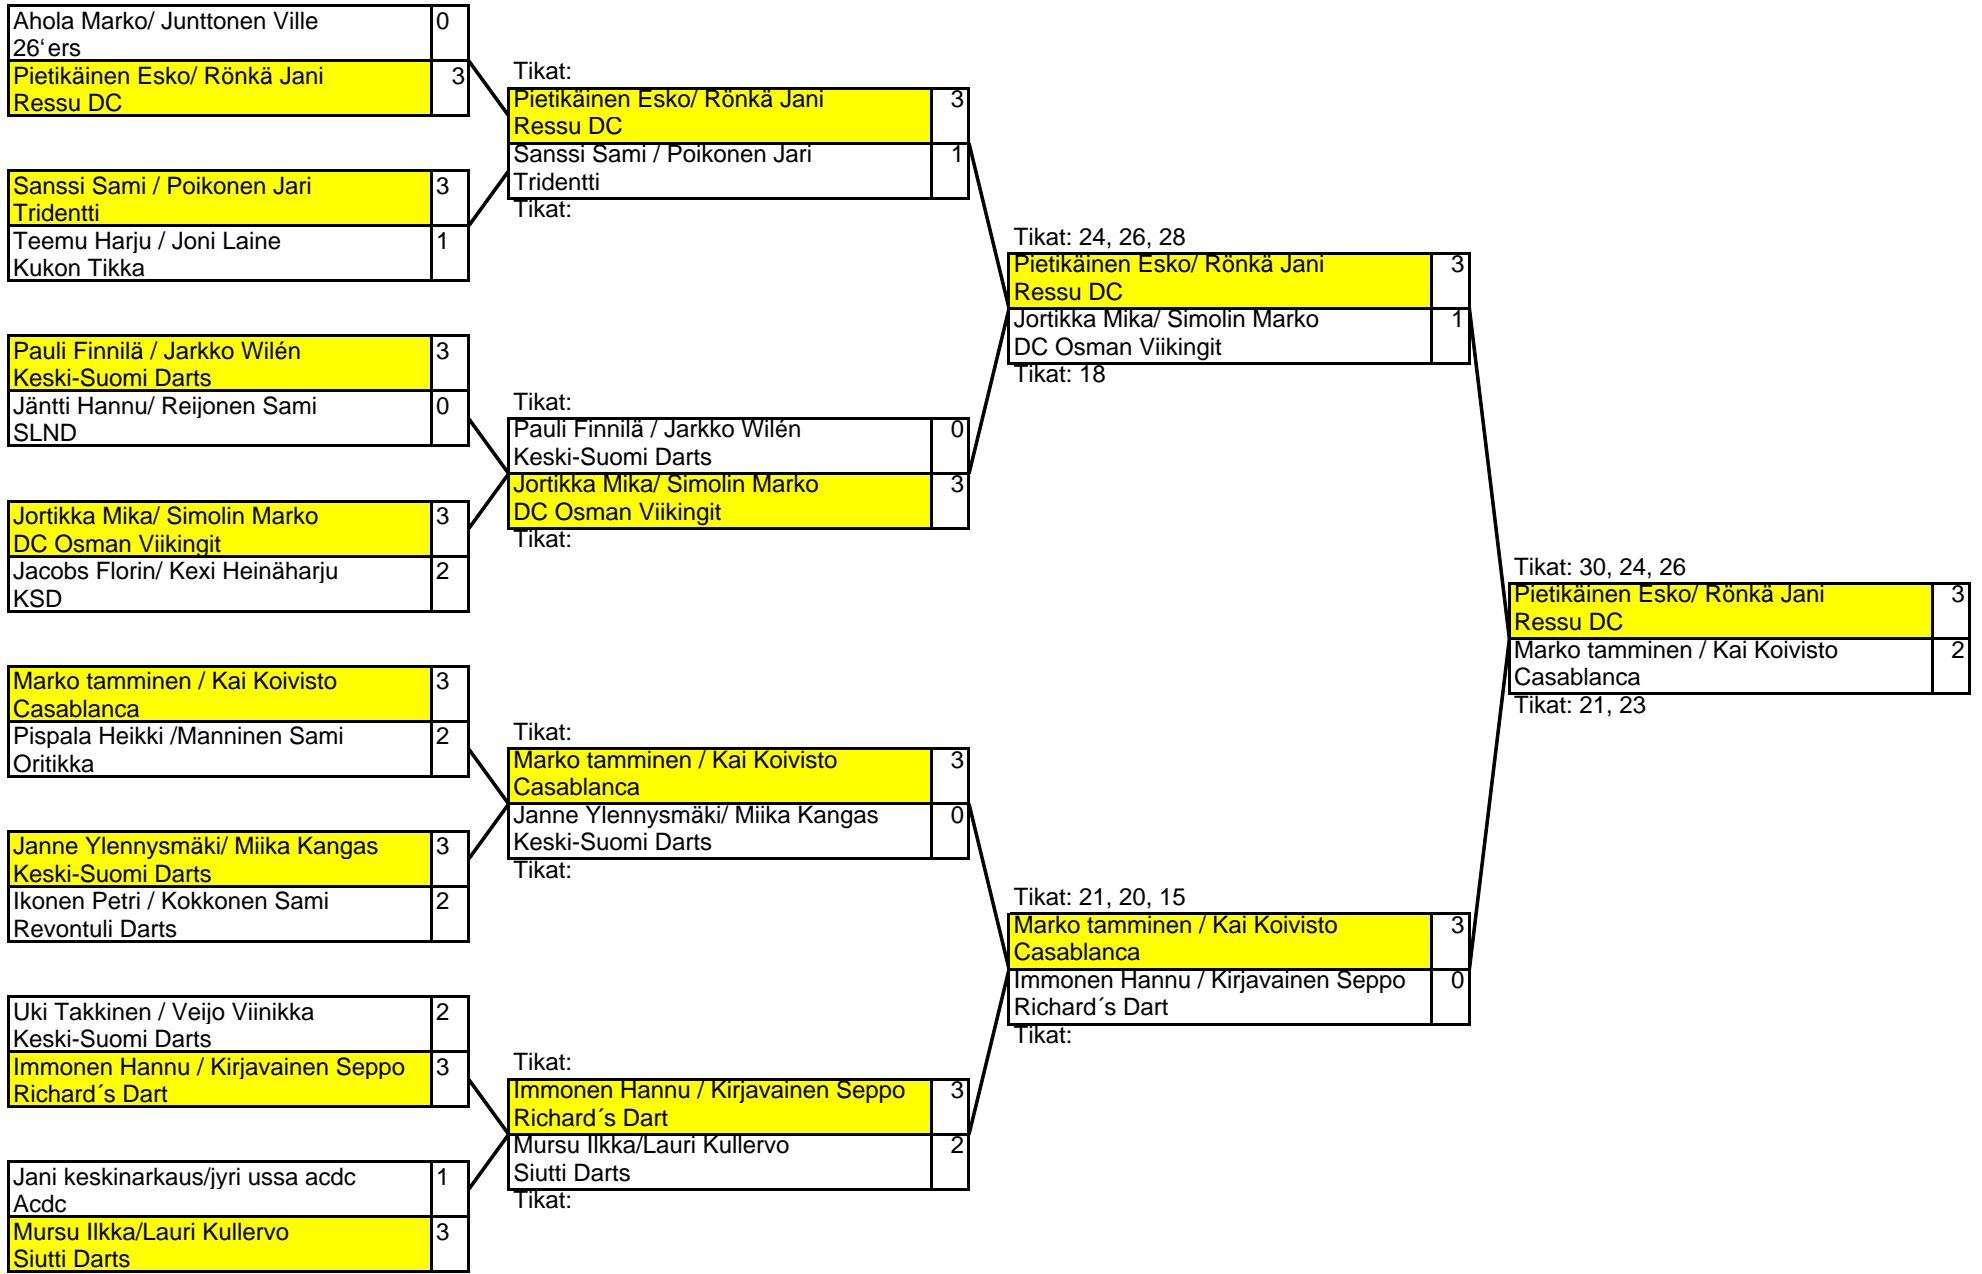 Ahola Marko/ Junttonen Ville 0
26‘ers
Pietikäinen Esko/ Rönkä Jani 3
Ressu DC
Sanssi Sami / Poikonen Jari 3
Tridentti
Teemu Harju / Joni Laine 1
Kukon Tikka
Pauli Finnilä / Jarkko Wilén 3
Keski-Suomi Darts
Jäntti Hannu/ Reijonen Sami 0
SLND
Jortikka Mika/ Simolin Marko 3
DC Osman Viikingit
Jacobs Florin/ Kexi Heinäharju 2
KSD
Marko tamminen / Kai Koivisto 3
Casablanca
Pispala Heikki /Manninen Sami 2
Oritikka
Janne Ylennysmäki/ Miika Kangas 3
Keski-Suomi Darts
Ikonen Petri / Kokkonen Sami 2
Revontuli Darts
Uki Takkinen / Veijo Viinikka 2
Keski-Suomi Darts
Immonen Hannu / Kirjavainen Seppo 3
Richard´s Dart
Jani keskinarkaus/jyri ussa acdc 1
Acdc
Mursu Ilkka/Lauri Kullervo 3
Siutti Darts
Tikat:
Pietikäinen Esko/ Rönkä Jani 3
Ressu DC
Sanssi Sami / Poikonen Jari 1
Tridentti
Tikat:
Tikat:
Pauli Finnilä / Jarkko Wilén 0
Keski-Suomi Darts
Jortikka Mika/ Simolin Marko 3
DC Osman Viikingit
Tikat:
Tikat:
Marko tamminen / Kai Koivisto 3
Casablanca
Janne Ylennysmäki/ Miika Kangas 0
Keski-Suomi Darts
Tikat:
Tikat:
Immonen Hannu / Kirjavainen Seppo 3
Richard´s Dart
Mursu Ilkka/Lauri Kullervo 2
Siutti Darts
Tikat:
Tikat: 24, 26, 28
Pietikäinen Esko/ Rönkä Jani 3
Ressu DC
Jortikka Mika/ Simolin Marko 1
DC Osman Viikingit
Tikat: 18
Tikat: 21, 20, 15
Marko tamminen / Kai Koivisto 3
Casablanca
Immonen Hannu / Kirjavainen Seppo 0
Richard´s Dart
Tikat:
Tikat: 30, 24, 26
Pietikäinen Esko/ Rönkä Jani 3
Ressu DC
Marko tamminen / Kai Koivisto 2
Casablanca
Tikat: 21, 23